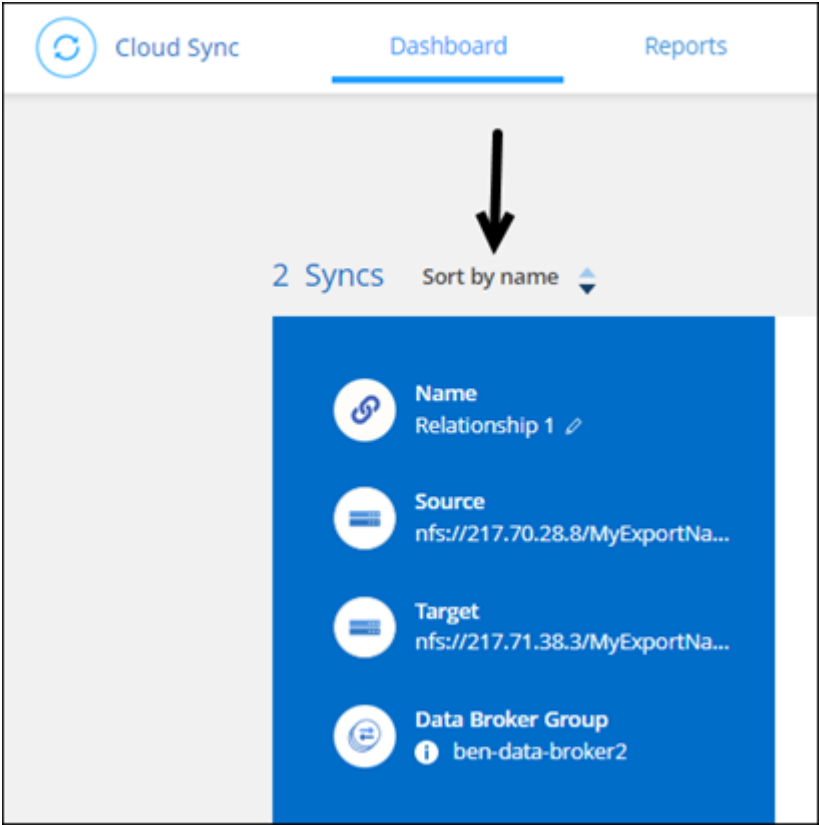 Cloud Sync Dashboard Reports
2 Syncs Sort by name
Name
Relationship 1
Source
nfs://217.70.28.8/MyExportNa...
Target
nfs://217.71.38.3/MyExportNa...
Data Broker Group
ben-data-broker2